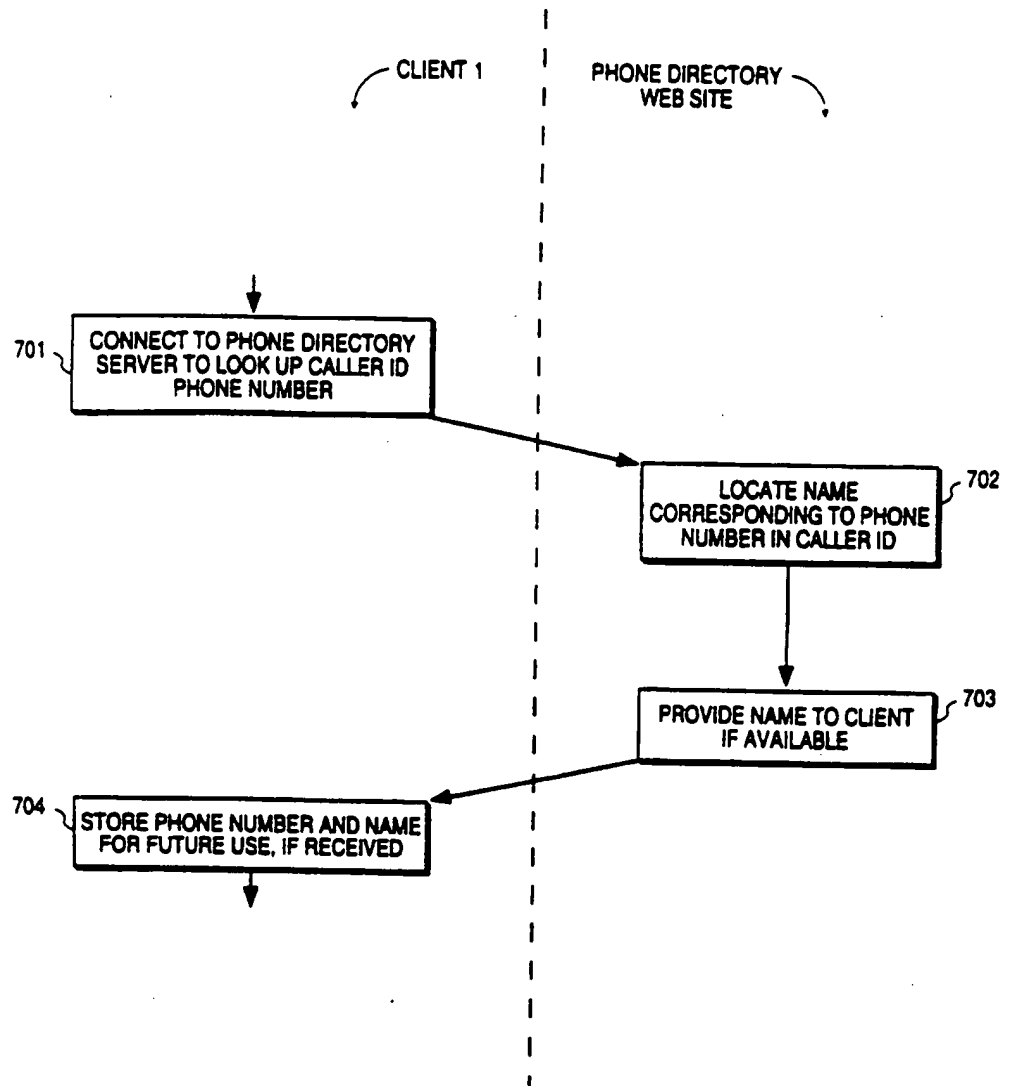 CLIENT 1
PHONE DIRECTORY
WEB SITE
701
CONNECT TO PHONE DIRECTORY
SERVER TO LOOK UP CALLER ID
PHONE NUMBER
702
LOCATE NAME
CORRESPONDING TO PHONE
NUMBER IN CALLER ID
703
PROVIDE NAME TO CLIENT
IF AVAILABLE
704
STORE PHONE NUMBER AND NAME
FOR FUTURE USE, IF RECEIVED